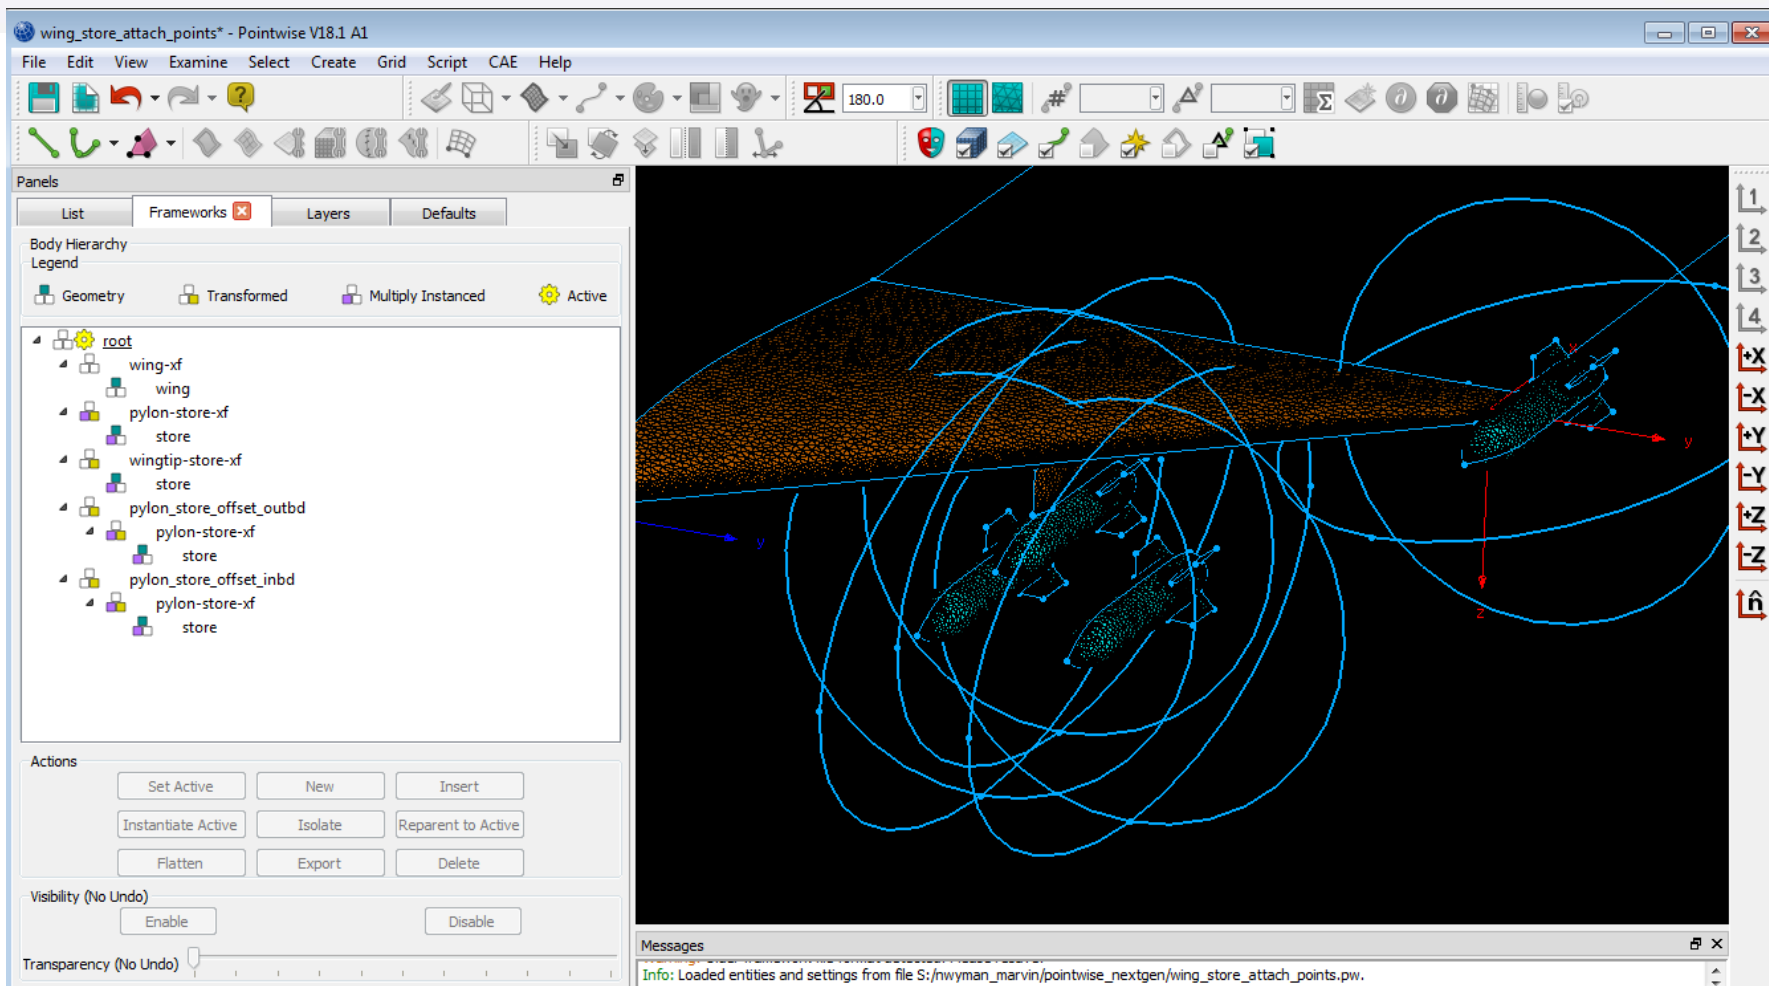 wing_store_attach_points* - Pointwise V18.1 A1
File Edit View Examine Select Create Grid Script CAE Help
180.0
Panels
List Frameworks Layers Defaults
Body Hierarchy
Legend
Geometry Transformed Multiply Instanced Active
root
wing-xf
wing
pylon-store-xf
store
wingtip-store-xf
store
pylon_store_offset_outbd
pylon-store-xf
store
pylon_store_offset_inbd
pylon-store-xf
store
Actions
Set Active New Insert
Instantiate Active Isolate Reparent to Active
Flatten Export Delete
Visibility (No Undo)
Enable Disable
Transparency (No Undo)
x
y
z
y
1
2
3
4
+X
-X
+Y
-Y
+Z
-Z
n̂
Messages
Info: Loaded entities and settings from file S:/nwyman_marvin/pointwise_nextgen/wing_store_attach_points.pw.